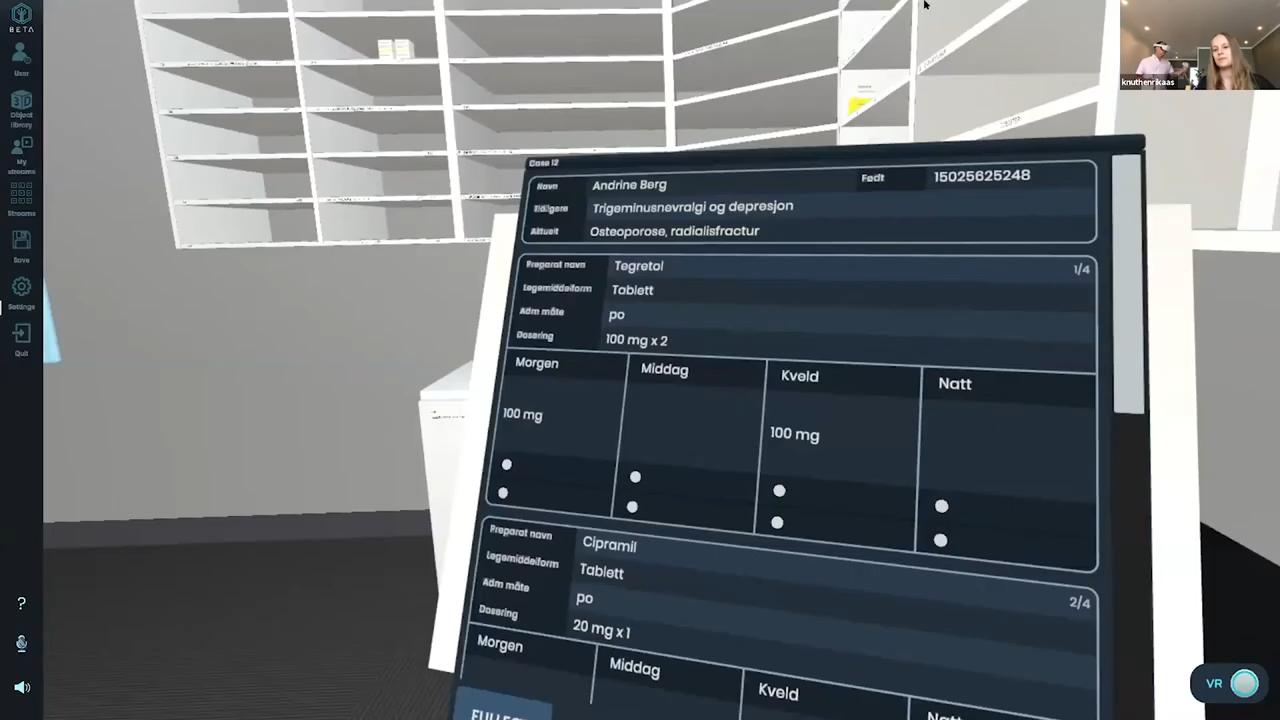 BETA
User
Object
library
My
streams
Streams
Save
Settings
Quit
?
knuthenrikaas
Case 12
Navn Andrine Berg Født 15025625248
Tidligere Trigeminusnevralgi og depresjon
Aktuelt Osteoporose, radialisfractur
Preparat navn Tegretol 1/4
Legemiddelform Tablett
Adm måte po
Dosering 100 mg x 2
Morgen Middag Kveld Natt
100 mg 100 mg
Preparat navn Cipramil
Legemiddelform Tablett 2/4
Adm måte po
Dosering 20 mg x 1
Morgen Middag Kveld
VR